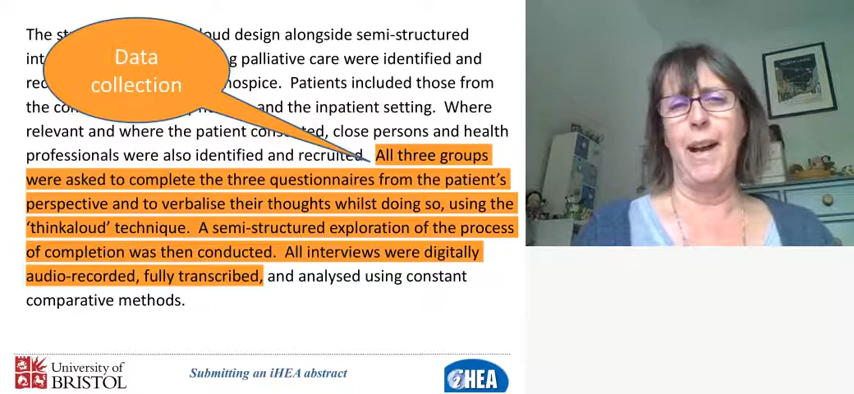 The st loud design alongside semi-structured
Data
int g palliative care were identified and
collection
rec hospice. Patients included those from
the co and the inpatient setting. Where
relevant and where the patient cons ted, close persons and health
professionals were also identified and recruited. All three groups
were asked to complete the three questionnaires from the patient's
perspective and to verbalise their thoughts whilst doing so, using the
'thinkaloud' technique. A semi-structured exploration of the process
of completion was then conducted. All interviews were digitally
audio-recorded, fully transcribed, and analysed using constant
comparative methods.
University of
BRISTOL
Submitting an iHEA abstract
iHEA